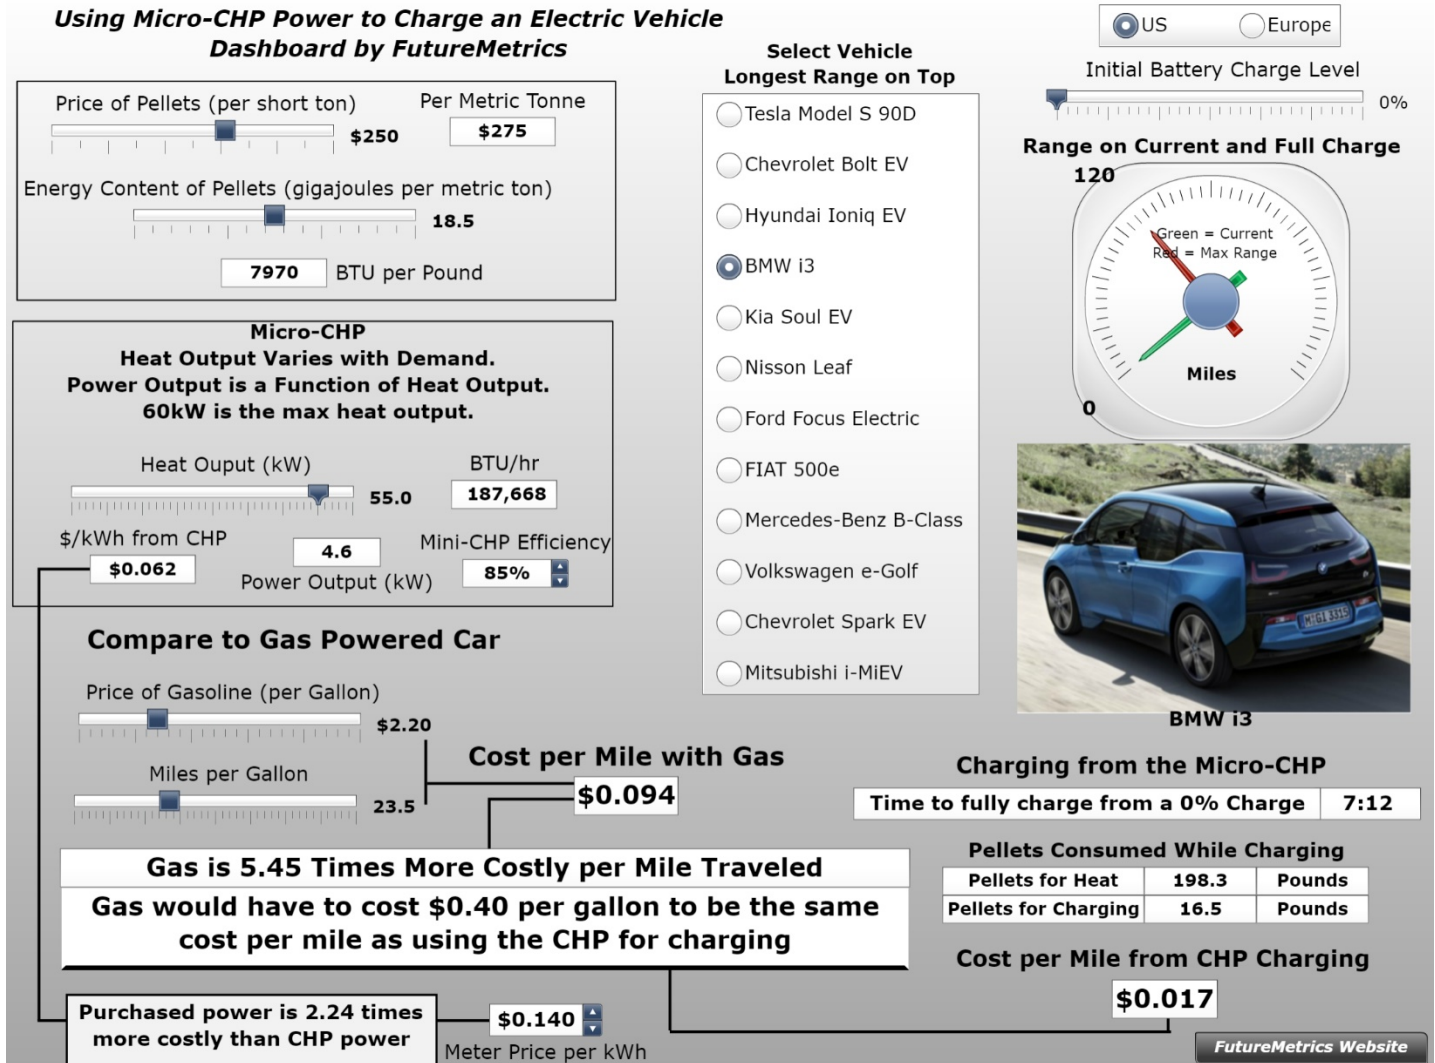 Using Micro-CHP Power to Charge an Electric Vehicle
Dashboard by FutureMetrics
Price of Pellets (per short ton)
$250
Per Metric Tonne
$275
Energy Content of Pellets (gigajoules per metric ton)
18.5
7970 BTU per Pound
Micro-CHP
Heat Output Varies with Demand.
Power Output is a Function of Heat Output.
60kW is the max heat output.
Heat Ouput (kW)
55.0
BTU/hr
187,668
$/kWh from CHP
$0.062
4.6
Power Output (kW)
Mini-CHP Efficiency
85%
Compare to Gas Powered Car
Price of Gasoline (per Gallon)
$2.20
Miles per Gallon
23.5
Cost per Mile with Gas
$0.094
Gas is 5.45 Times More Costly per Mile Traveled
Gas would have to cost $0.40 per gallon to be the same
cost per mile as using the CHP for charging
Purchased power is 2.24 times
more costly than CHP power
$0.140
Meter Price per kWh
Select Vehicle
Longest Range on Top
Tesla Model S 90D
Chevrolet Bolt EV
Hyundai Ioniq EV
BMW i3
Kia Soul EV
Nisson Leaf
Ford Focus Electric
FIAT 500e
Mercedes-Benz B-Class
Volkswagen e-Golf
Chevrolet Spark EV
Mitsubishi i-MiEV
US
Europe
Initial Battery Charge Level
0%
Range on Current and Full Charge
120
Green = Current
Red = Max Range
Miles
0
M·GI 3315
BMW i3
Charging from the Micro-CHP
Time to fully charge from a 0% Charge 7:12
Pellets Consumed While Charging
Pellets for Heat 198.3 Pounds
Pellets for Charging 16.5 Pounds
Cost per Mile from CHP Charging
$0.017
FutureMetrics Website